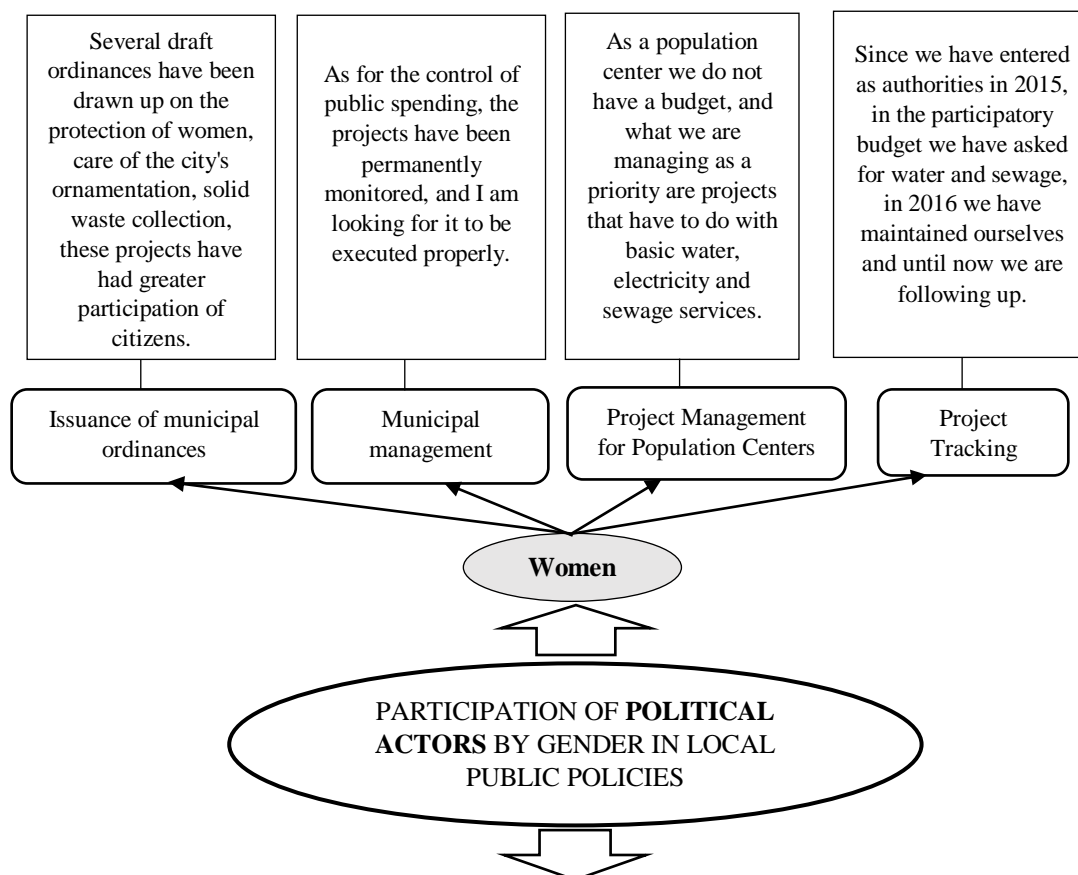 Several draft
ordinances have been
drawn up on the
protection of women,
care of the city's
ornamentation, solid
waste collection,
these projects have
had greater
participation of
citizens.
As for the control of
public spending, the
projects have been
permanently
monitored, and I am
looking for it to be
executed properly.
As a population
center we do not
have a budget, and
what we are
managing as a
priority are projects
that have to do with
basic water,
electricity and
sewage services.
Since we have entered
as authorities in 2015,
in the participatory
budget we have asked
for water and sewage,
in 2016 we have
maintained ourselves
and until now we are
following up.
Issuance of municipal
ordinances
Municipal
management
Project Management
for Population Centers
Project
Tracking
Women
PARTICIPATION OF POLITICAL
ACTORS BY GENDER IN LOCAL
PUBLIC POLICIES